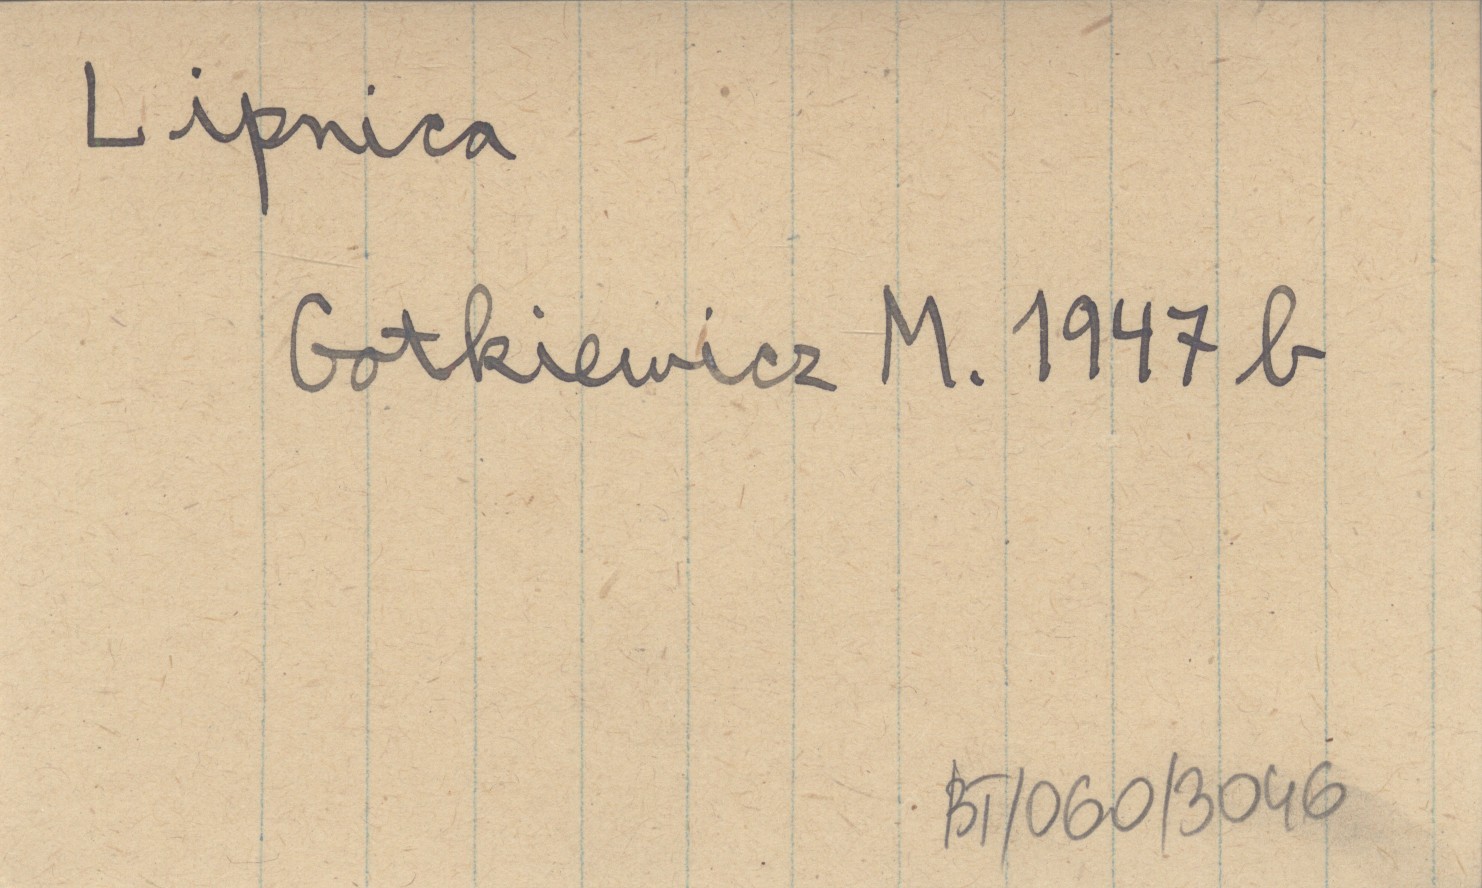 Lipnica
Gotkiewicz M. 1947 b
BT/060/3046